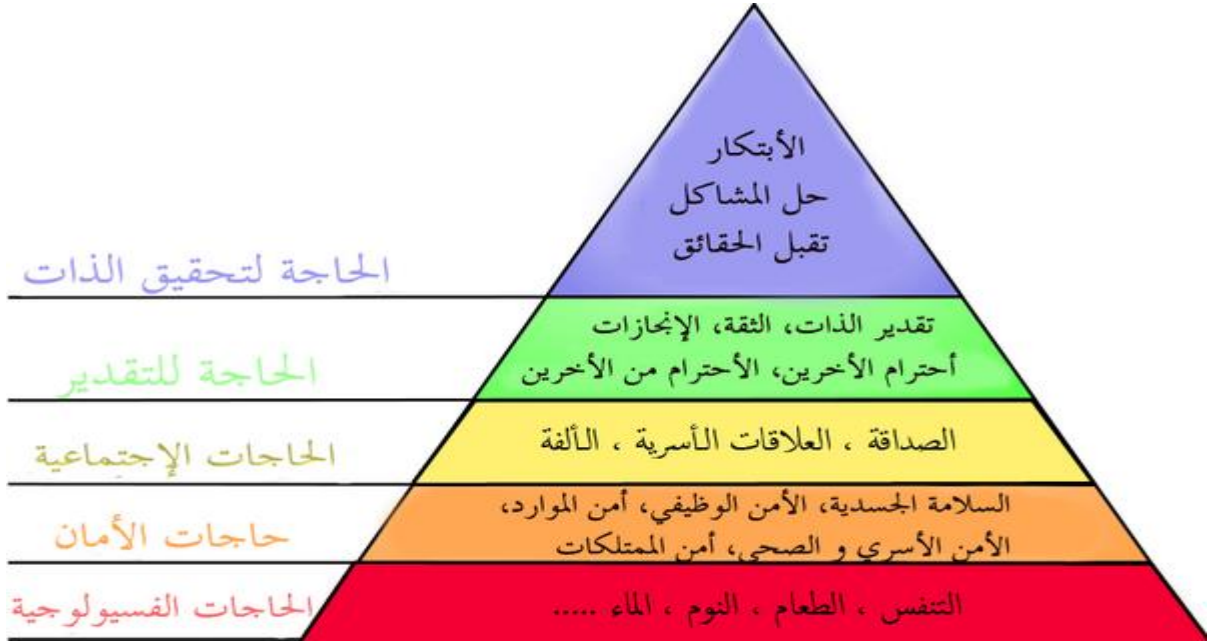 الأبتكار
حل المشاكل
تقبل الحقائق
الحاجة لتحقيق الذات
تقدير الذات، الثقة، الإنجازات
أحترام الأخرين، الأحترام من الأخرين
الحاجة للتقدير
الصداقة ، العلاقات الـأسرية ، الـألفة
الحاجات الإجتماعية
السلامة الجسدية، الأمن الوظيفي، أمن الموارد،
الأمن الأسري و الصحي، أمن الممتلكات
حاجات الأمان
التنفس ، الطعام ، النوم ، الماء .....
الحاجات الفسيولوجية